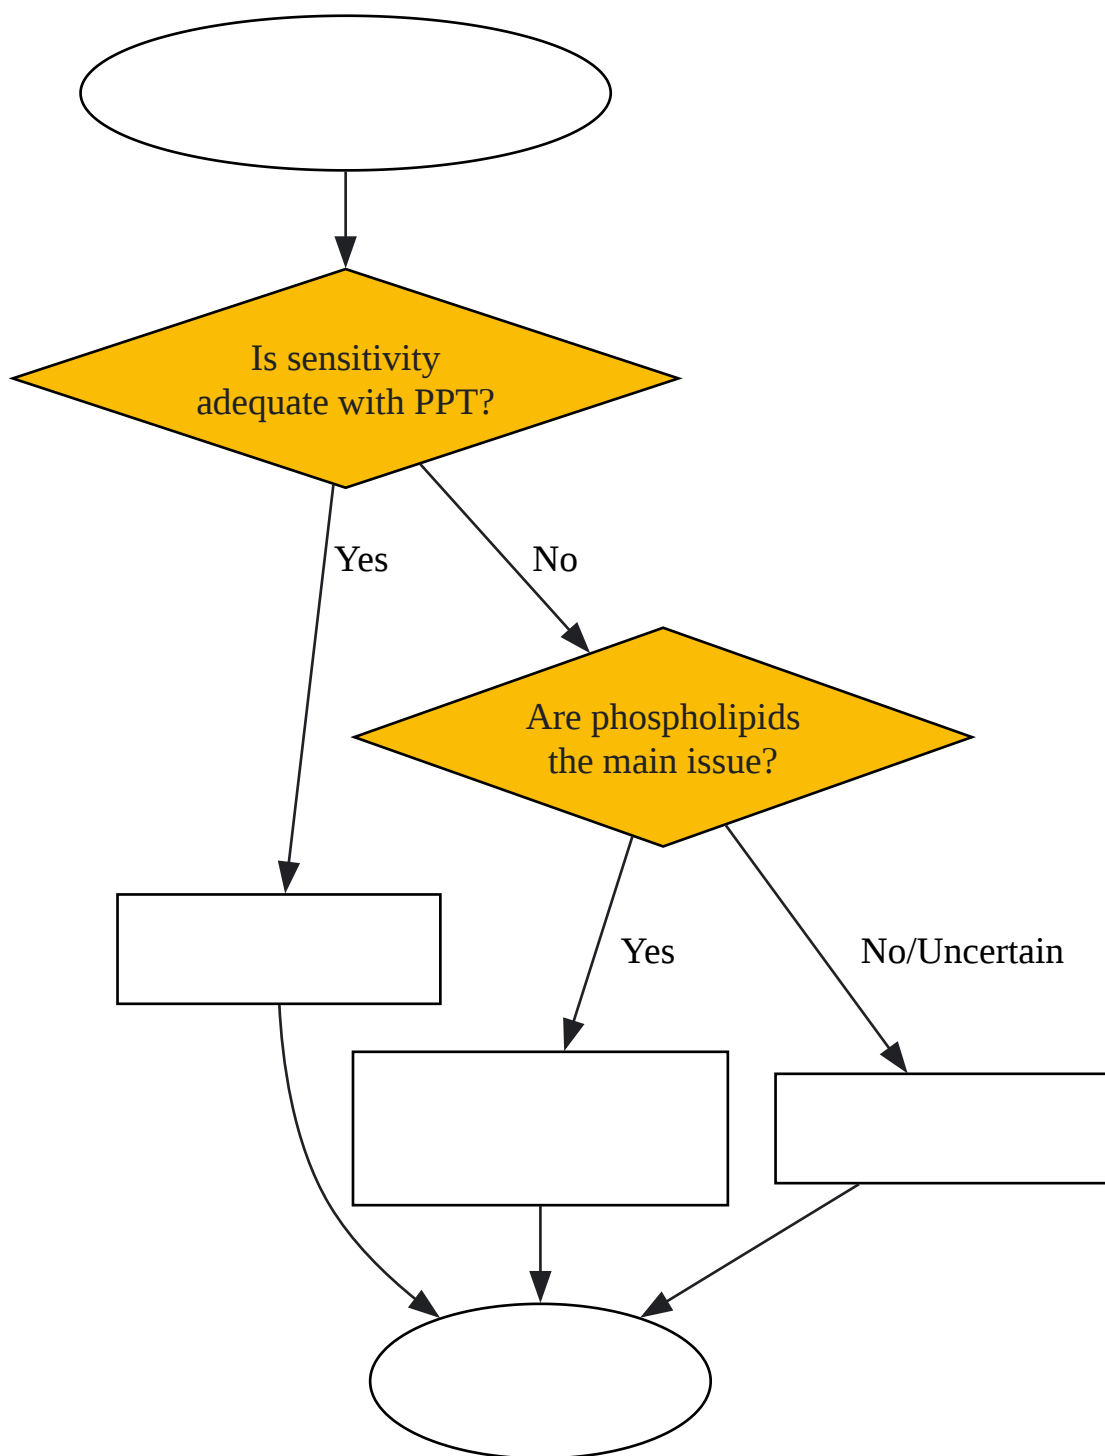 Is sensitivity
adequate with PPT?
Yes
No
Are phospholipids
the main issue?
Yes
No/Uncertain